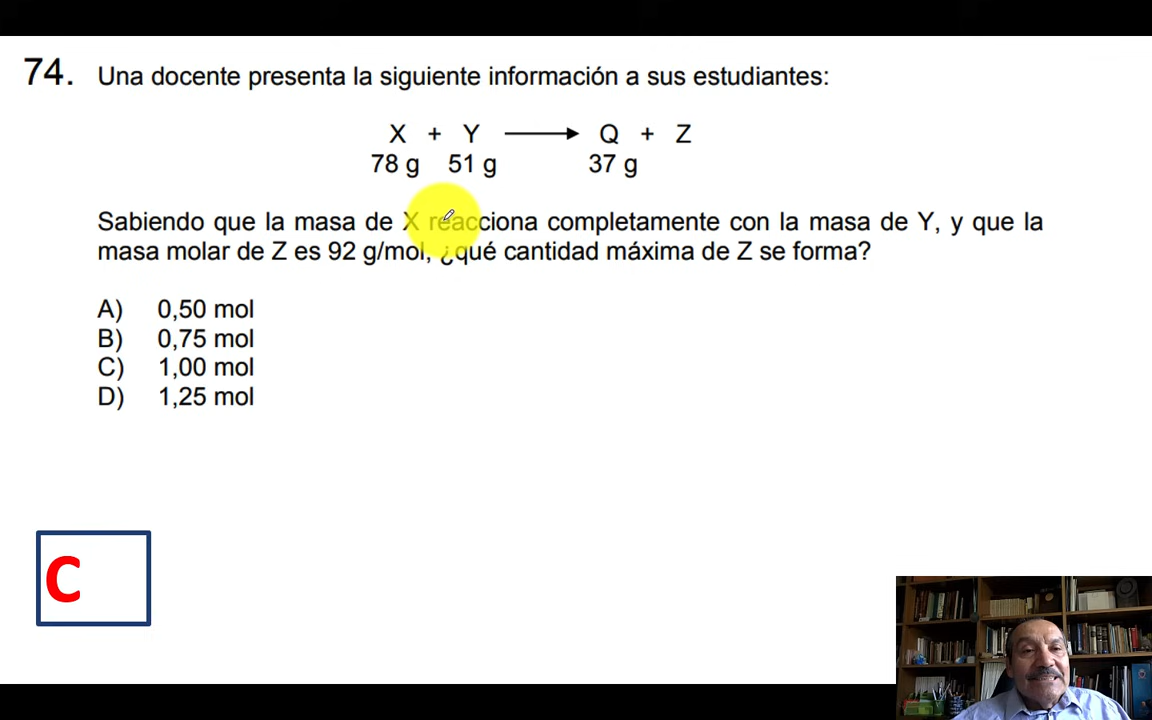 74. Una docente presenta la siguiente información a sus estudiantes:
X + Y ⟶ Q + Z
78 g 51 g 37 g
Sabiendo que la masa de X reacciona completamente con la masa de Y, y que la
masa molar de Z es 92 g/mol, ¿qué cantidad máxima de Z se forma?
A) 0,50 mol
B) 0,75 mol
C) 1,00 mol
D) 1,25 mol
C